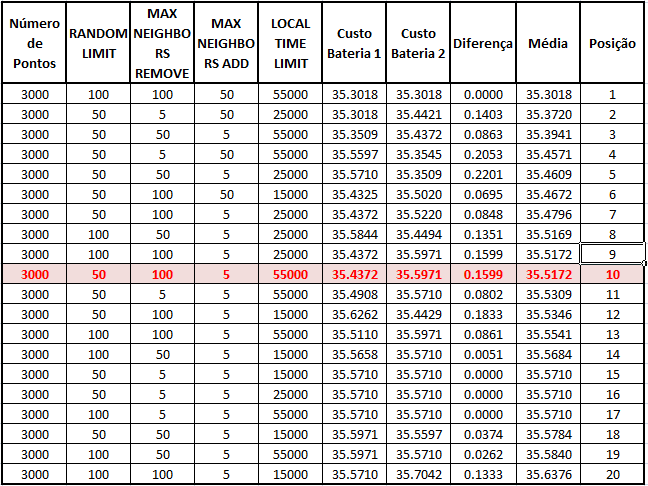 Número de Pontos RANDOM LIMIT MAX NEIGHBO RS REMOVE MAX NEIGHBO RS ADD LOCAL TIME LIMIT Custo Bateria 1 Custo Bateria 2 Diferença Média Posição
3000 100 100 50 55000 35.3018 35.3018 0.0000 35.3018 1
3000 50 5 50 25000 35.3018 35.4421 0.1403 35.3720 2
3000 50 50 5 55000 35.3509 35.4372 0.0863 35.3941 3
3000 50 5 50 55000 35.5597 35.3545 0.2053 35.4571 4
3000 50 50 5 25000 35.5710 35.3509 0.2201 35.4609 5
3000 50 100 50 15000 35.4325 35.5020 0.0695 35.4672 6
3000 50 100 5 25000 35.4372 35.5220 0.0848 35.4796 7
3000 100 50 5 25000 35.5844 35.4494 0.1351 35.5169 8
3000 100 100 5 25000 35.4372 35.5971 0.1599 35.5172 9
3000 50 100 5 55000 35.4372 35.5971 0.1599 35.5172 10
3000 50 5 5 55000 35.4908 35.5710 0.0802 35.5309 11
3000 50 100 5 15000 35.6262 35.4429 0.1833 35.5346 12
3000 100 100 5 55000 35.5110 35.5971 0.0861 35.5541 13
3000 100 50 5 15000 35.5658 35.5710 0.0051 35.5684 14
3000 50 5 5 15000 35.5710 35.5710 0.0000 35.5710 15
3000 50 5 5 25000 35.5710 35.5710 0.0000 35.5710 16
3000 100 5 5 55000 35.5710 35.5710 0.0000 35.5710 17
3000 50 50 5 15000 35.5971 35.5597 0.0374 35.5784 18
3000 100 50 5 55000 35.5971 35.5710 0.0262 35.5840 19
3000 100 100 5 15000 35.5710 35.7042 0.1333 35.6376 20